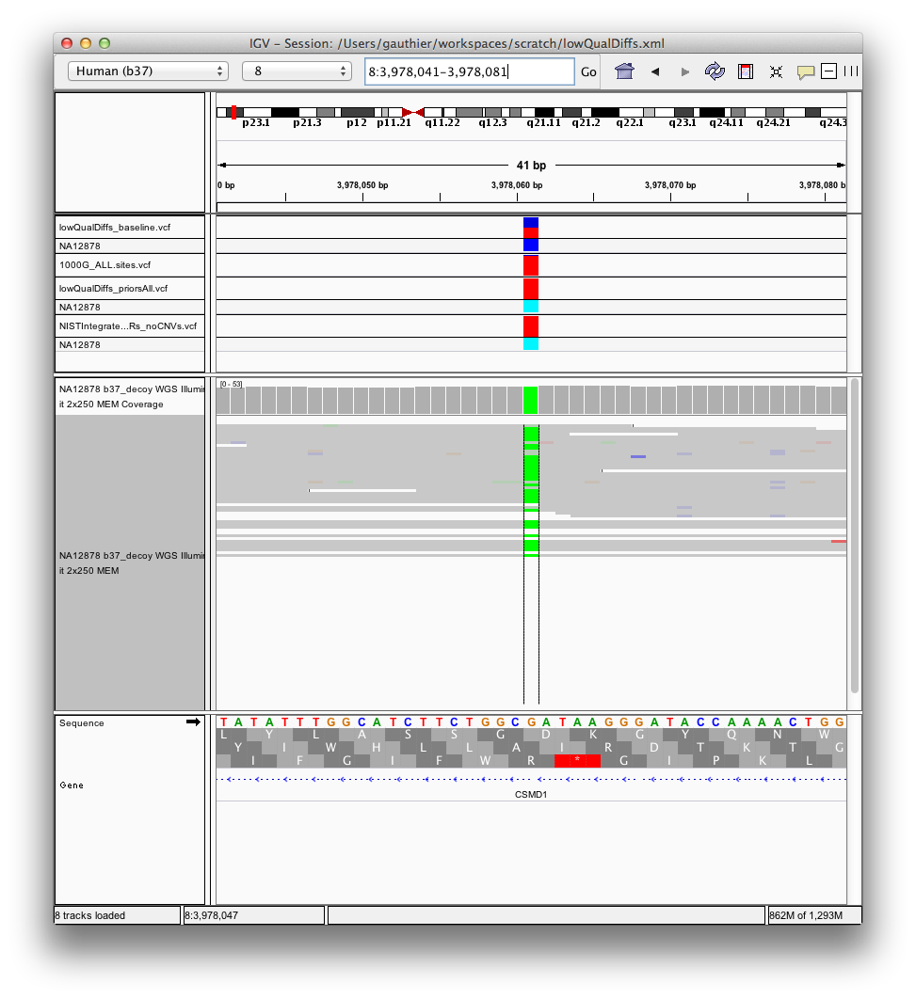 IGV - Session: /Users/gauthier/workspaces/scratch/lowQualDiffs.xml
Human (b37) 8 8:3,978,041-3,978,081 Go
p23.1 p21.3 p12 p11.21 q11.22 q12.3 q21.11 q21.2 q22.1 q23.1 q24.11 q24.21 q24.3
41 bp
0 bp 3,978,050 bp 3,978,060 bp 3,978,070 bp 3,978,080 b
lowQualDiffs_baseline.vcf
NA12878
1000G_ALL.sites.vcf
lowQualDiffs_priorsAll.vcf
NA12878
NISTIntegrate...Rs_noCNVs.vcf
NA12878
[0 - 53]
NA12878 b37_decoy WGS Illumin
it 2x250 MEM Coverage
NA12878 b37_decoy WGS Illumin
it 2x250 MEM
Sequence
T A T A T T T G G C A T C T T C T G G C G A T A A G G G A T A C C A A A A C T G G
L Y L A S S G D K G Y Q N W
Y I W H L L A I R D T K T G
I F G I F W R * G I P K L
Gene
CSMD1
8 tracks loaded 8:3,978,047 862M of 1,293M